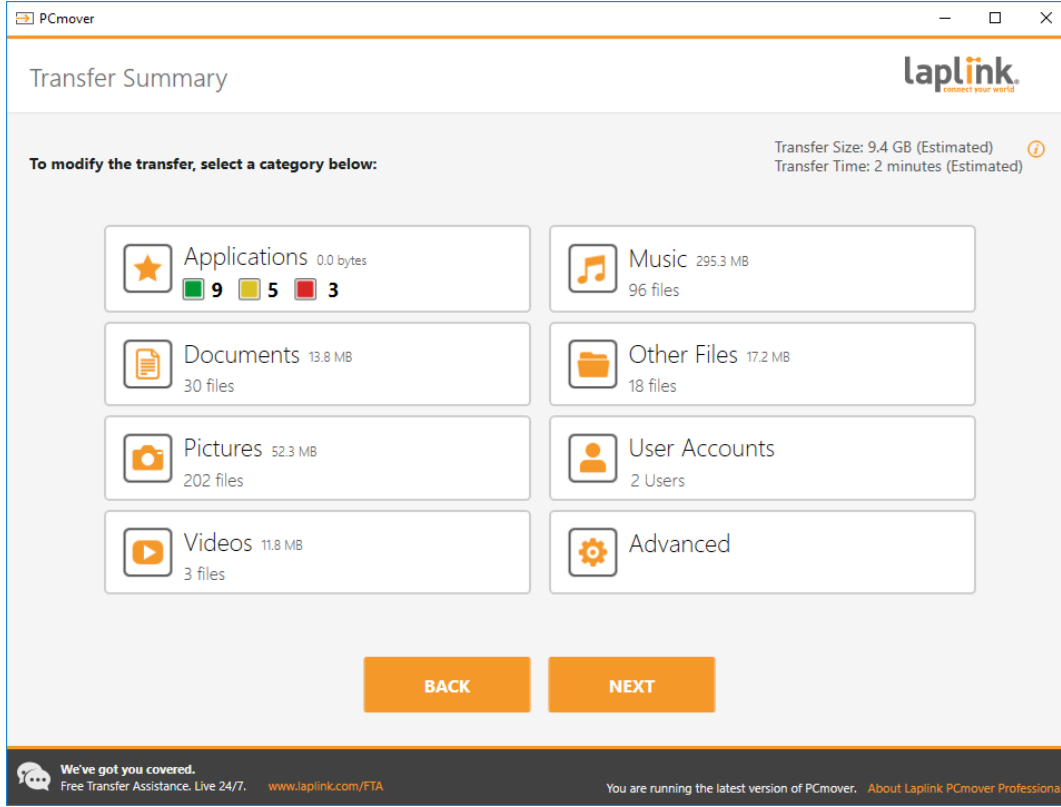 PCmover
Transfer Summary
laplink.
connect your world
To modify the transfer, select a category below:
Transfer Size: 9.4 GB (Estimated)
Transfer Time: 2 minutes (Estimated)
Applications 0.0 bytes
9 5 3
Music 295.3 MB
96 files
Documents 13.8 MB
30 files
Other Files 17.2 MB
18 files
Pictures 52.3 MB
202 files
User Accounts
2 Users
Videos 11.8 MB
3 files
Advanced
BACK NEXT
We've got you covered.
Free Transfer Assistance. Live 24/7. www.laplink.com/FTA
You are running the latest version of PCmover. About Laplink PCmover Professiona